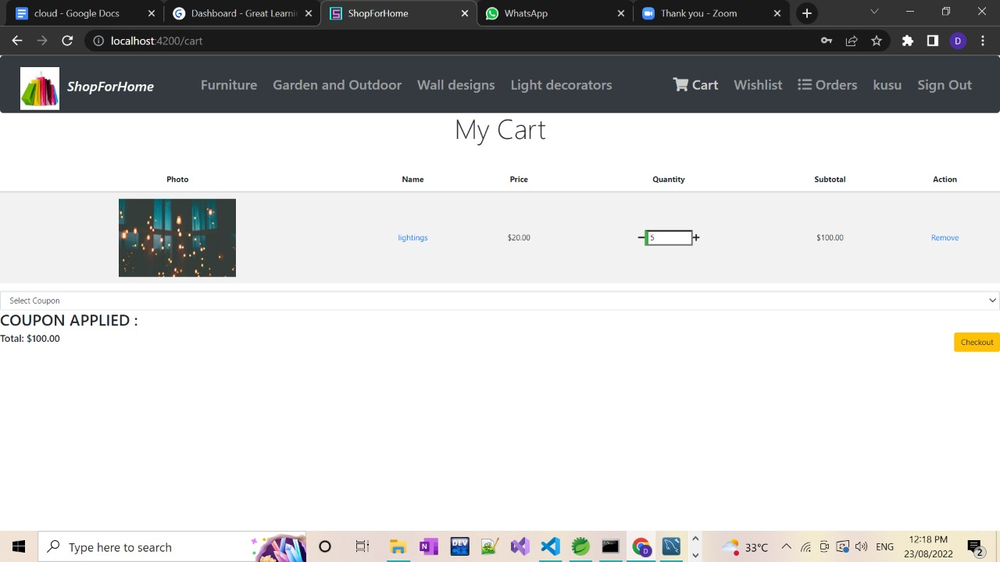 cloud - Google Docs
Dashboard - Great Learni
ShopForHome
WhatsApp
Thank you - Zoom
localhost:4200/cart
D
ShopForHome
Furniture
Garden and Outdoor
Wall designs
Light decorators
Cart
Wishlist
Orders
kusu
Sign Out
My Cart
Photo Name Price Quantity Subtotal Action
lightings $20.00 5 $100.00 Remove
Select Coupon
COUPON APPLIED :
Total: $100.00
Checkout
Type here to search
DEV
33°C
ENG
12:18 PM
23/08/2022
2